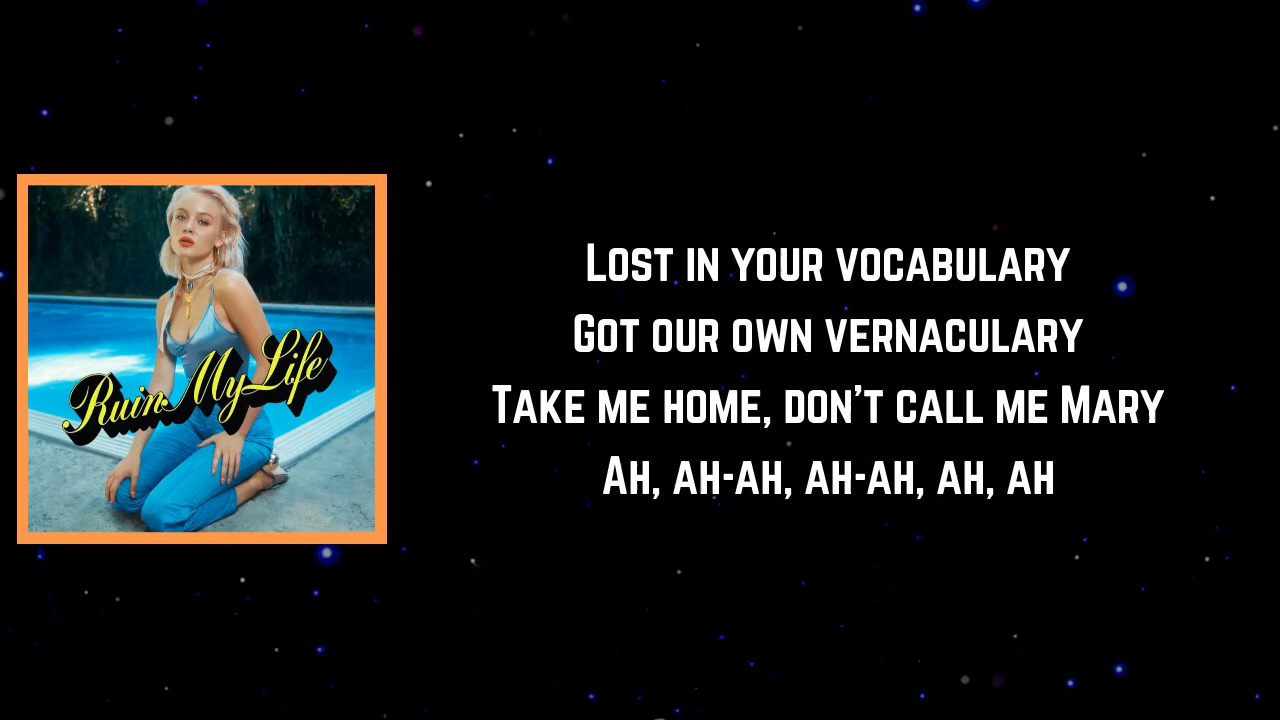 Ruin My Life
Lost in your vocabulary
Got our own vernaculary
Take me home, don't call me Mary
Ah, ah-ah, ah-ah, ah, ah